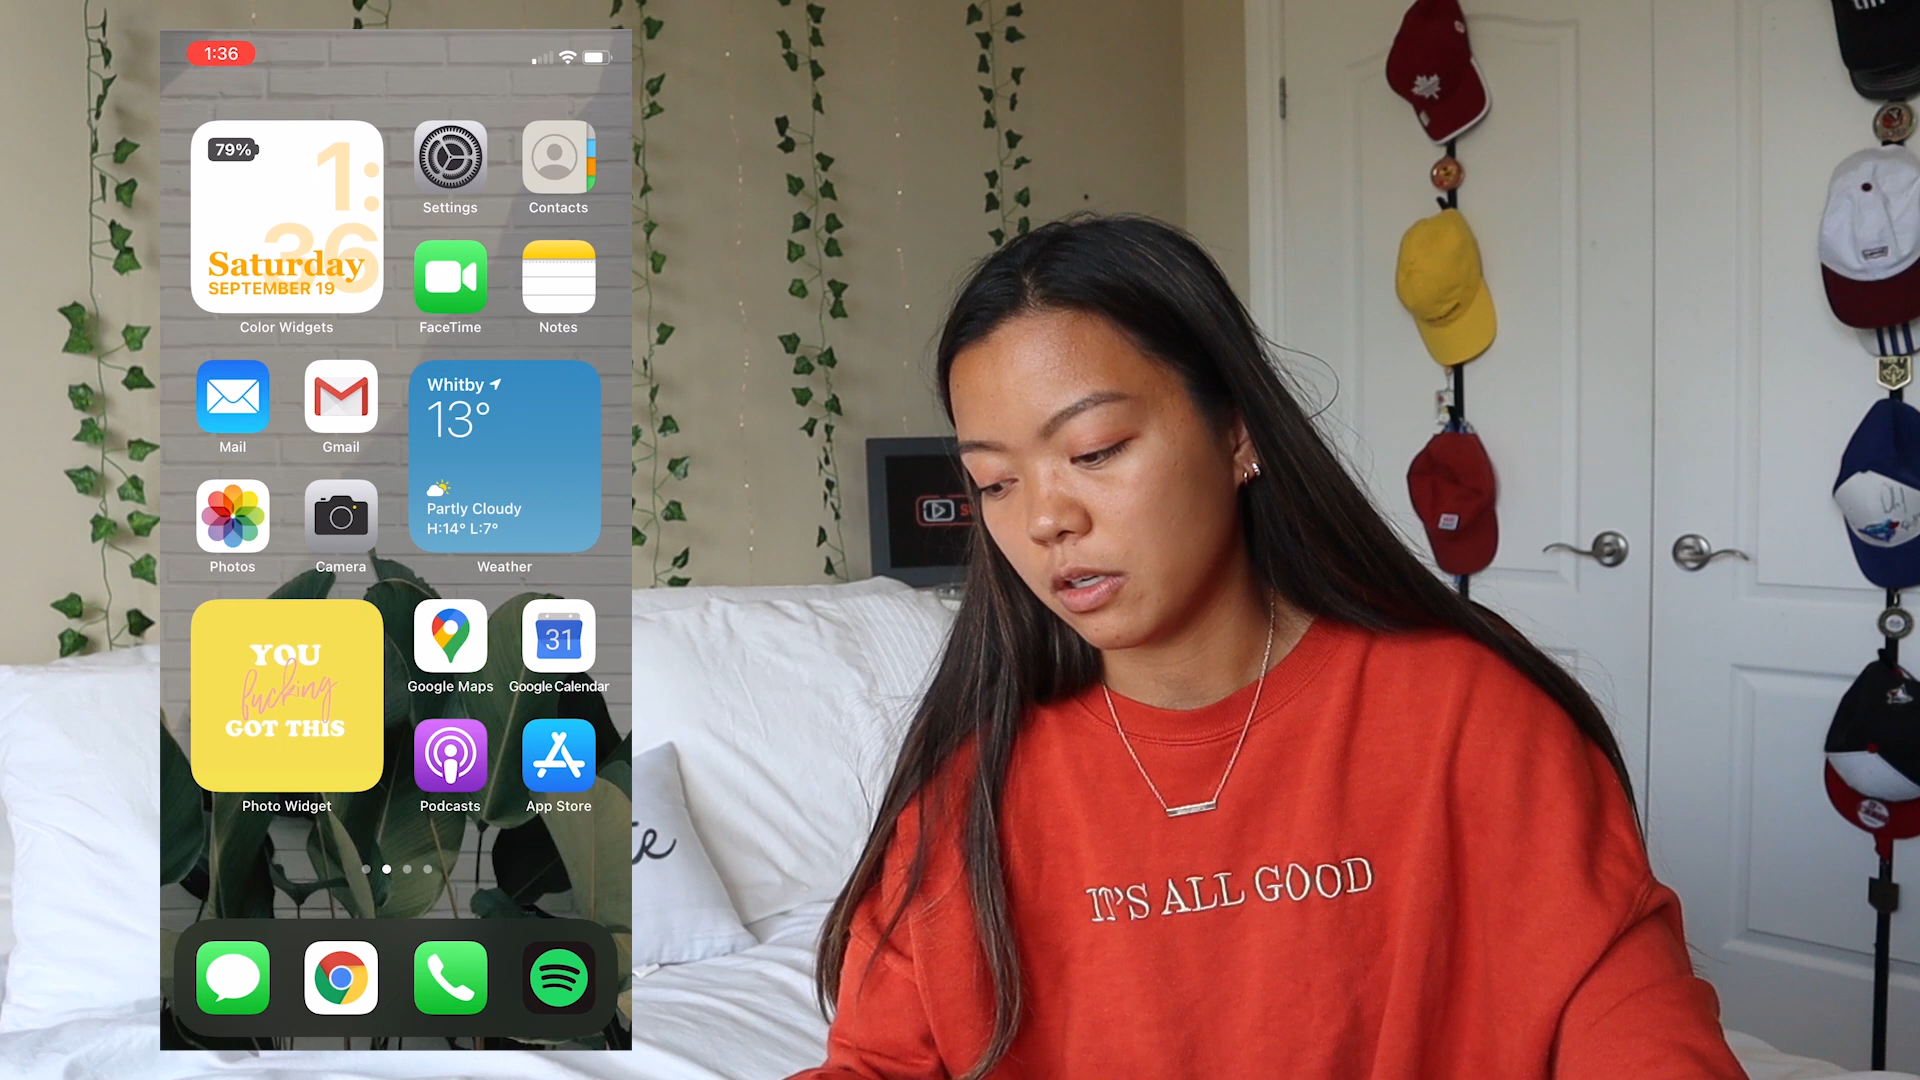 1:36
79%
1:
36
Saturday
SEPTEMBER 19
Color Widgets
Settings
Contacts
FaceTime
Notes
Mail
Gmail
Whitby
13°
Partly Cloudy
H:14° L:7°
Weather
Photos
Camera
YOU
fucking
GOT THIS
Photo Widget
Google Maps
31
Google Calendar
Podcasts
App Store
IT'S ALL GOOD